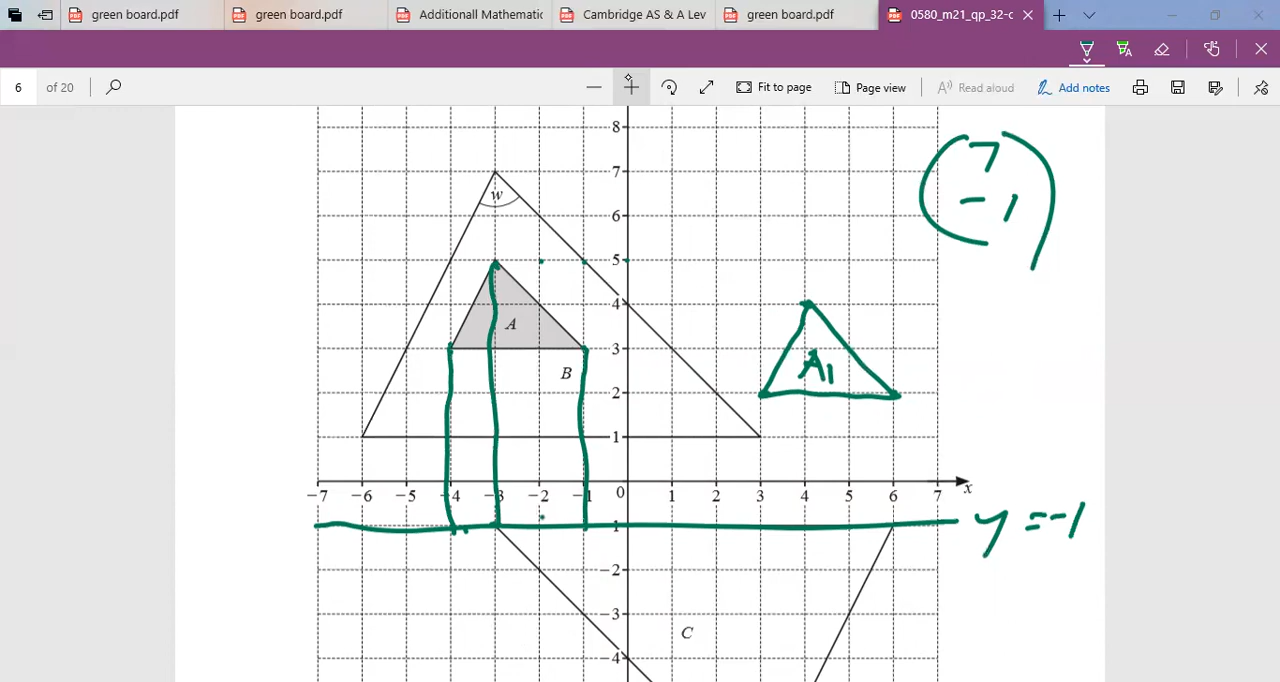 green board.pdf green board.pdf Additionall Mathematic Cambridge AS & A Lev green board.pdf 0580_m21_qp_32-c
6 of 20 Fit to page Page view Read aloud Add notes
8
7
6
5
4
3
2
1
w
A
B
7
-1
A1
-7 -6 -5 -4 -3 -2 -1 0 1 2 3 4 5 6 7 x
-1
y = -1
-2
-3
-4
C